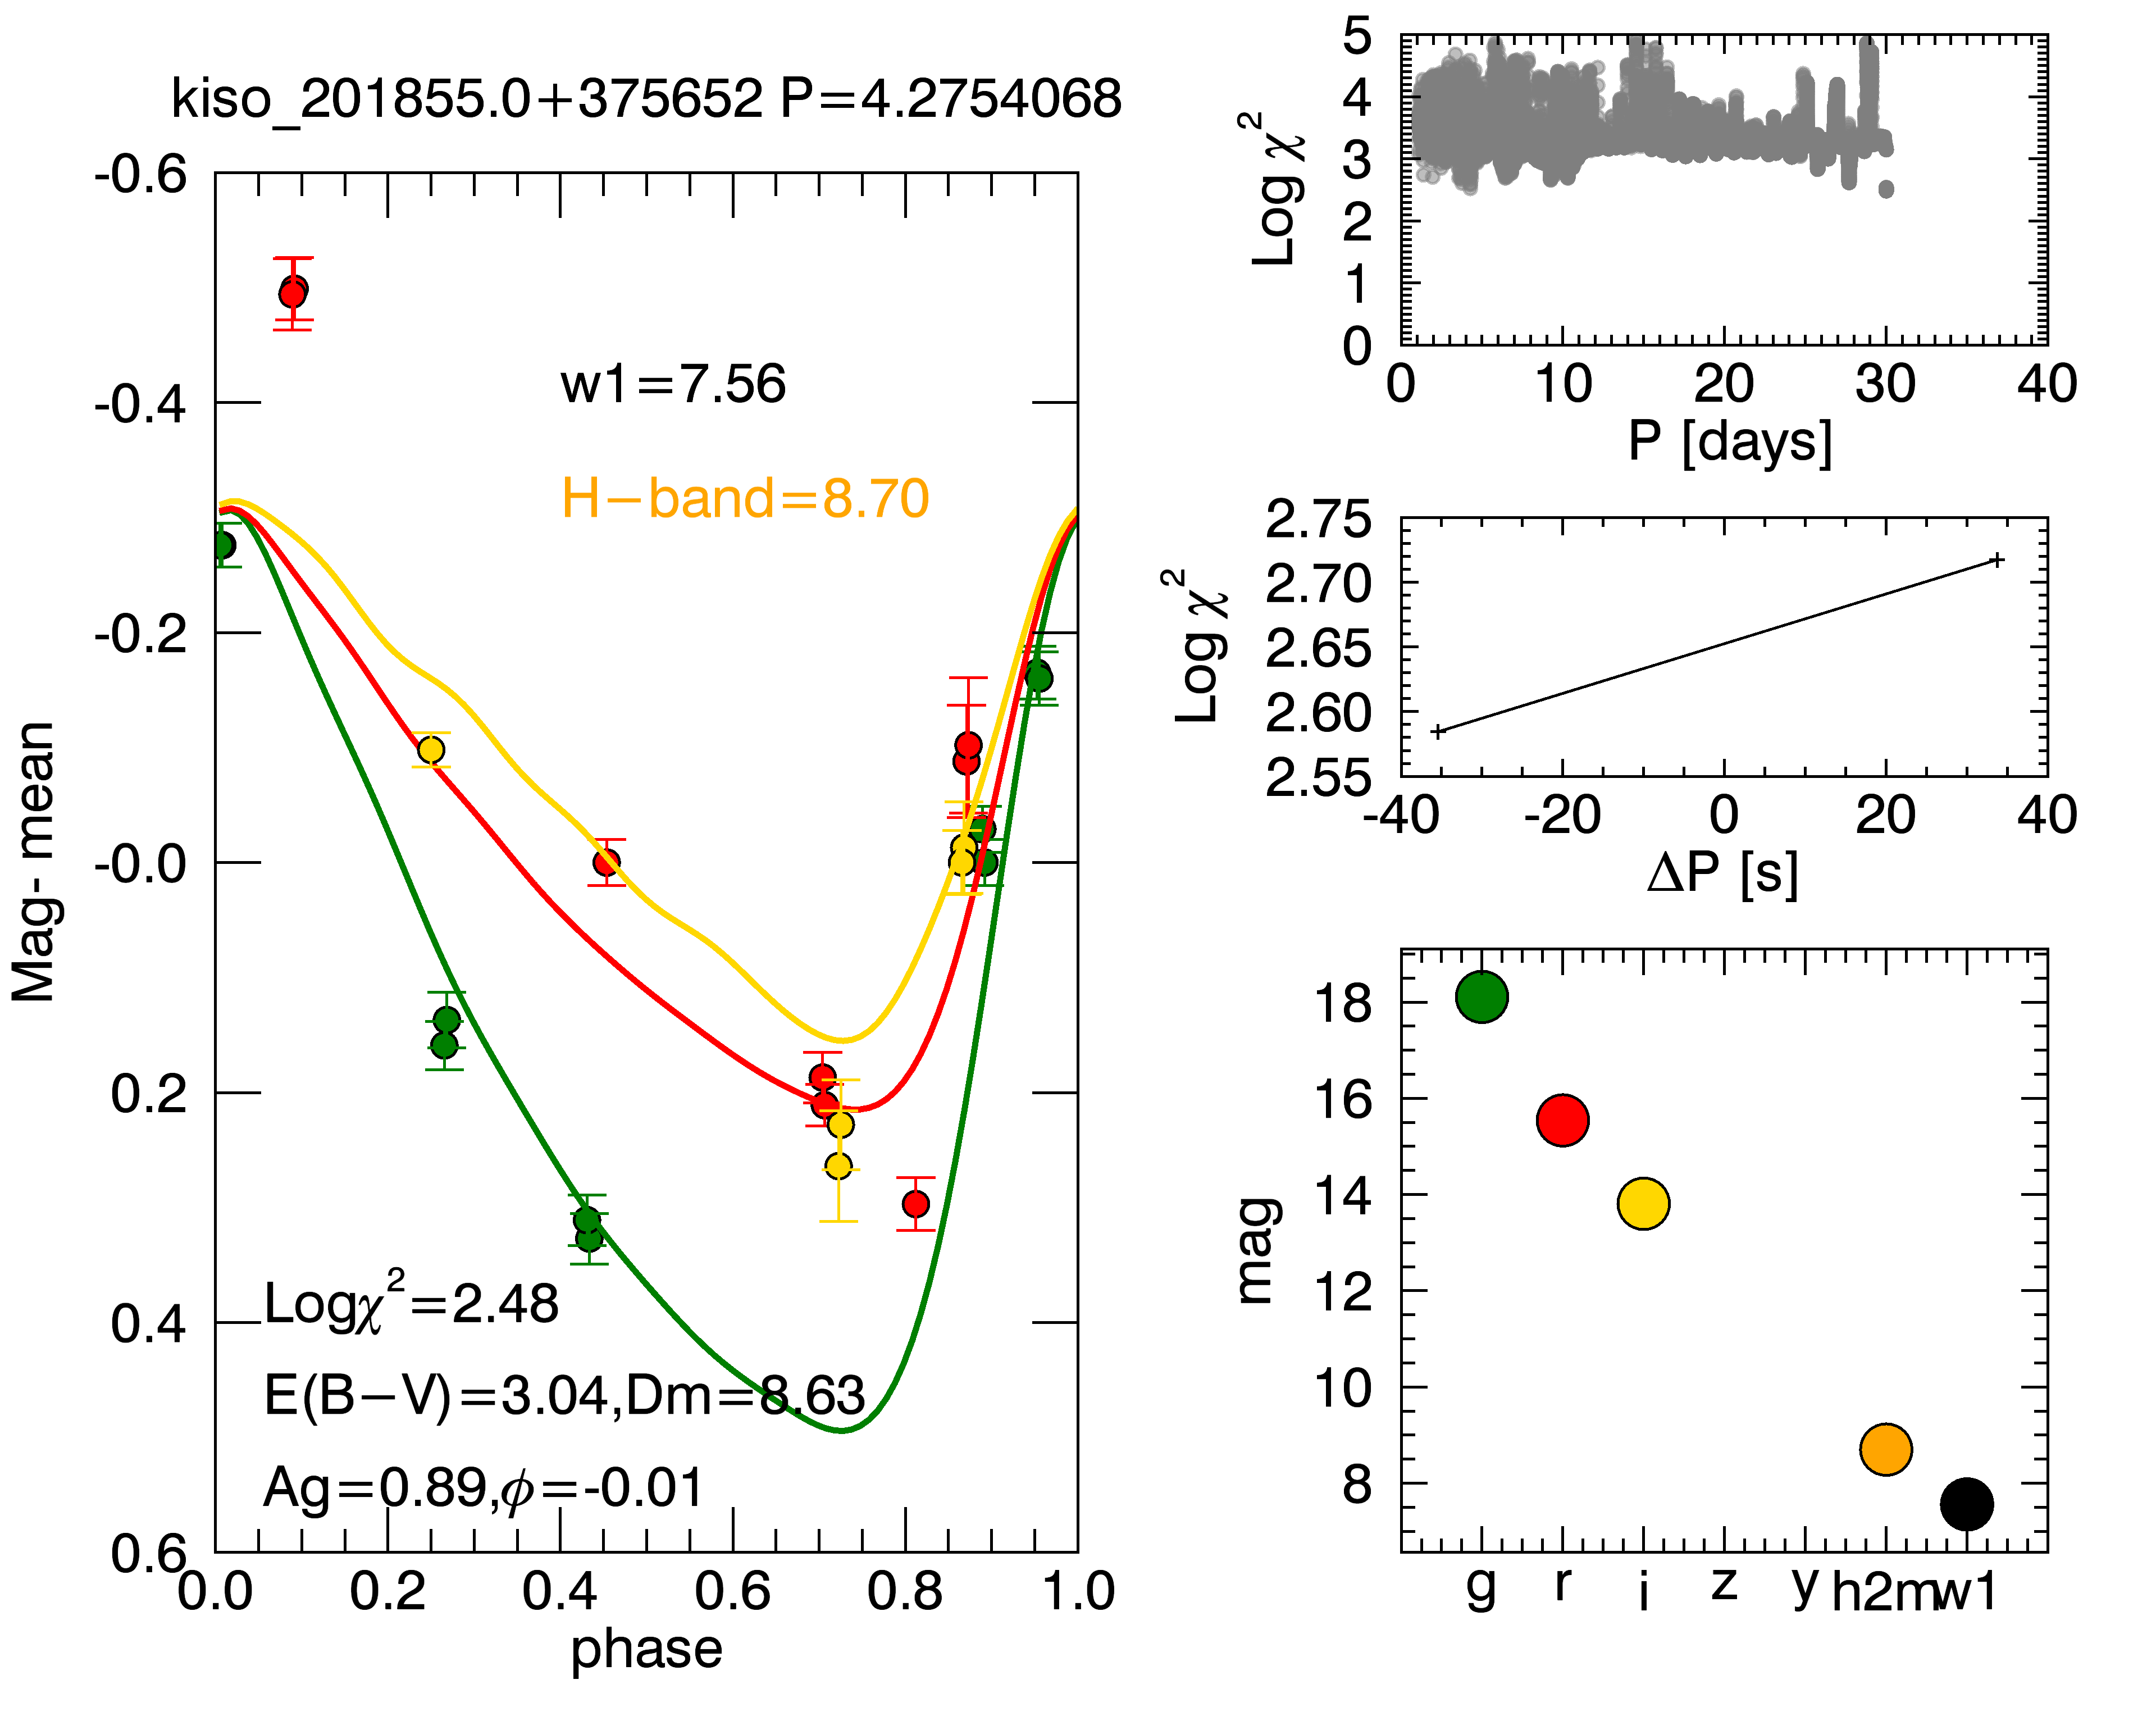 kiso_201855.0+375652 P=4.2754068
-0.6
-0.4
-0.2
-0.0
0.2
0.4
0.6
Mag- mean
w1=7.56
H-band=8.70
Logχ²=2.48
E(B-V)=3.04,Dm=8.63
Ag=0.89,ϕ=-0.01
0.0 0.2 0.4 0.6 0.8 1.0
phase
5
4
3
2
1
0
Log χ²
0 10 20 30 40
P [days]
2.75
2.70
2.65
2.60
2.55
Log χ²
-40 -20 0 20 40
ΔP [s]
18
16
14
12
10
8
mag
g r i z y h2m w1